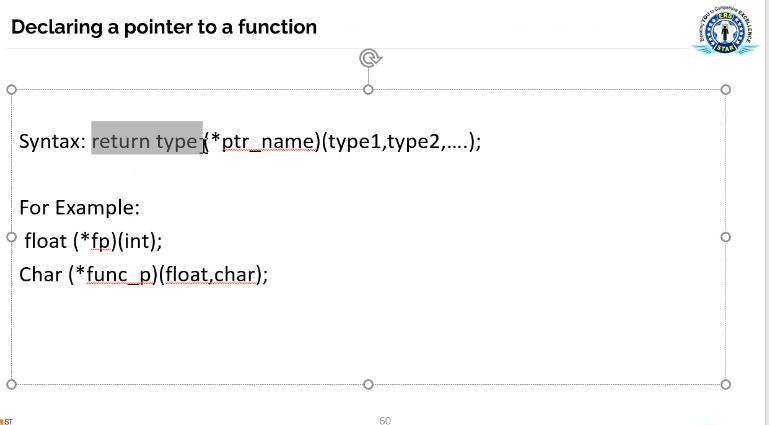 Declaring a pointer to a function
Syntax: return type (*ptr_name)(type1,type2,....);
For Example:
float (*fp)(int);
Char (*func_p)(float,char);
ST
60